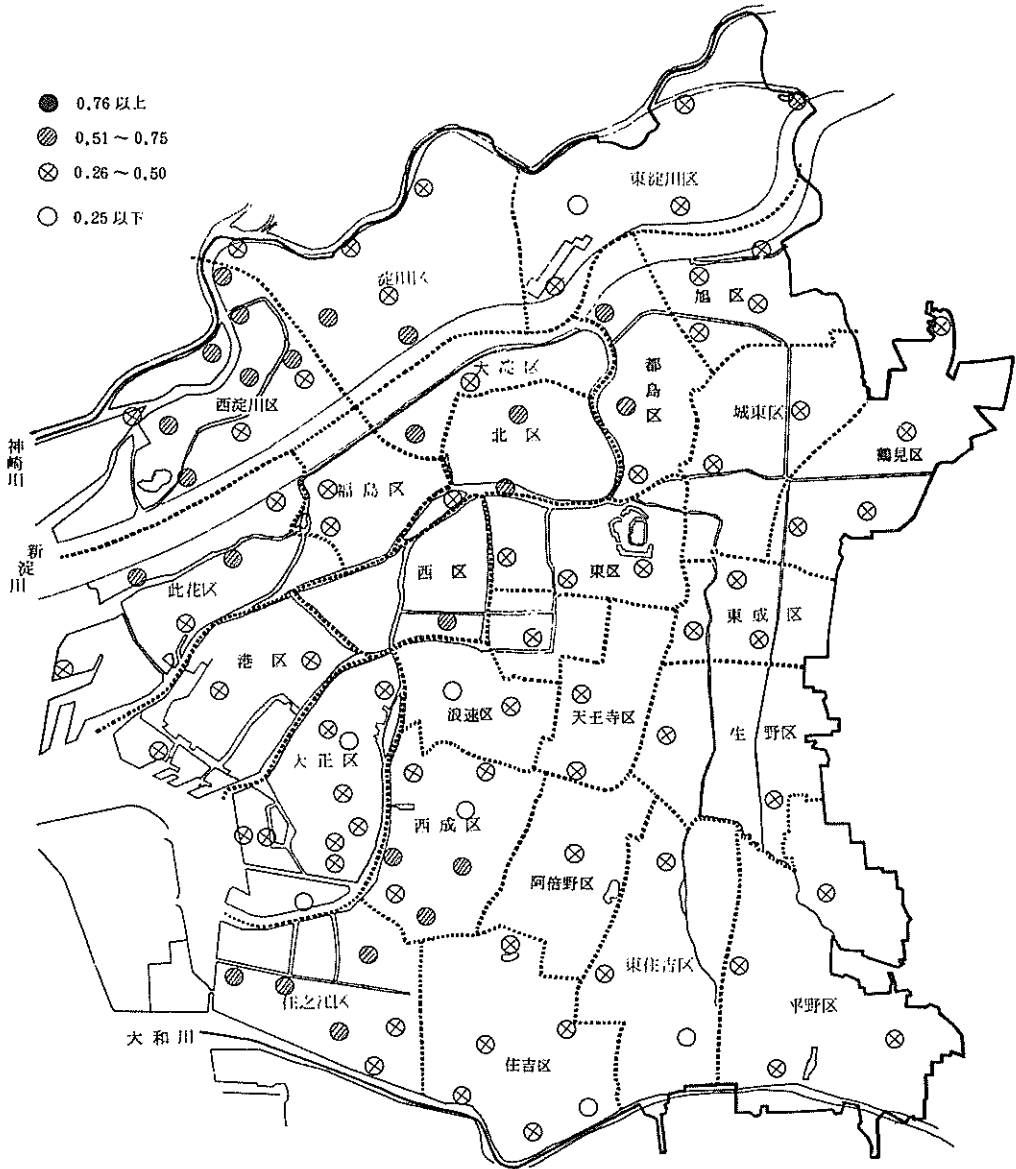 0.76以上
0.51～0.75
0.26～0.50
0.25以下
東淀川区
淀川区
旭区
大淀区
都島区
西淀川区
城東区
北区
鶴見区
神崎川
福島区
新淀川
西区
東区
此花区
東成区
港区
浪速区
天王寺区
生野区
大正区
西成区
阿倍野区
東住吉区
住之江区
平野区
大和川
住吉区